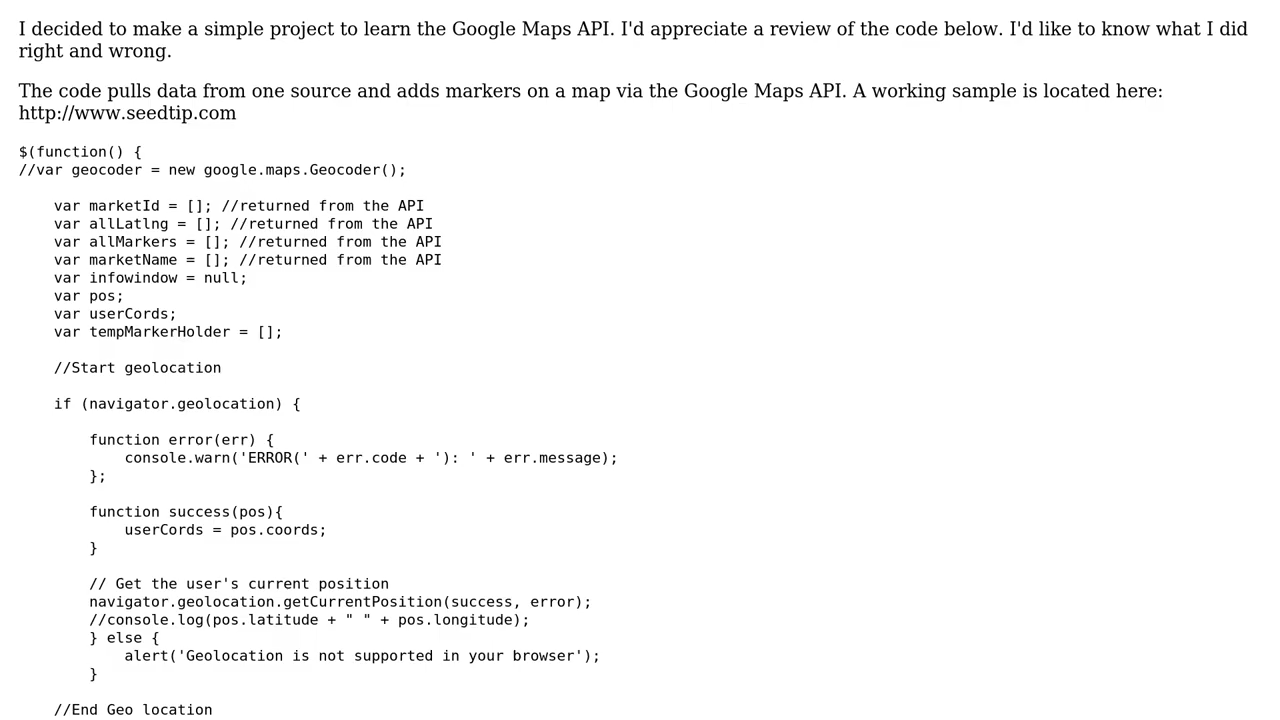 I decided to make a simple project to learn the Google Maps API. I'd appreciate a review of the code below. I'd like to know what I did
right and wrong.
The code pulls data from one source and adds markers on a map via the Google Maps API. A working sample is located here:
http://www.seedtip.com
$(function() {
//var geocoder = new google.maps.Geocoder();
    var marketId = []; //returned from the API
    var allLatlng = []; //returned from the API
    var allMarkers = []; //returned from the API
    var marketName = []; //returned from the API
    var infowindow = null;
    var pos;
    var userCords;
    var tempMarkerHolder = [];
    //Start geolocation
    if (navigator.geolocation) {
        function error(err) {
            console.warn('ERROR(' + err.code + '): ' + err.message);
        };
        function success(pos){
            userCords = pos.coords;
        }
        // Get the user's current position
        navigator.geolocation.getCurrentPosition(success, error);
        //console.log(pos.latitude + " " + pos.longitude);
        } else {
            alert('Geolocation is not supported in your browser');
        }
    //End Geo location